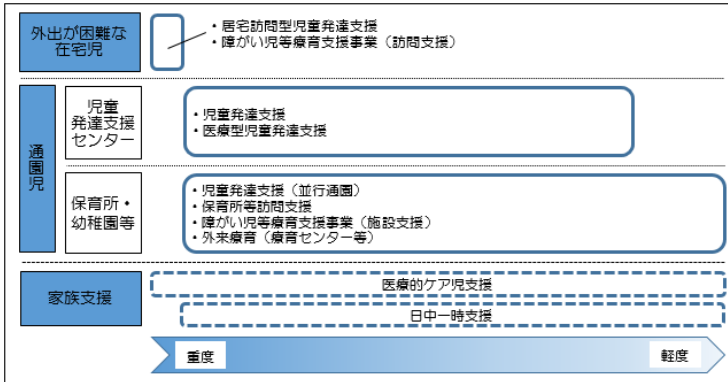 外出が困難な
在宅児
・居宅訪問型児童発達支援
・障がい児等療育支援事業（訪問支援）
通園児
児童
発達支援
センター
・児童発達支援
・医療型児童発達支援
保育所・
幼稚園等
・児童発達支援（並行通園）
・保育所等訪問支援
・障がい児等療育支援事業（施設支援）
・外来療育（療育センター等）
家族支援
医療的ケア児支援
日中一時支援
重度
軽度